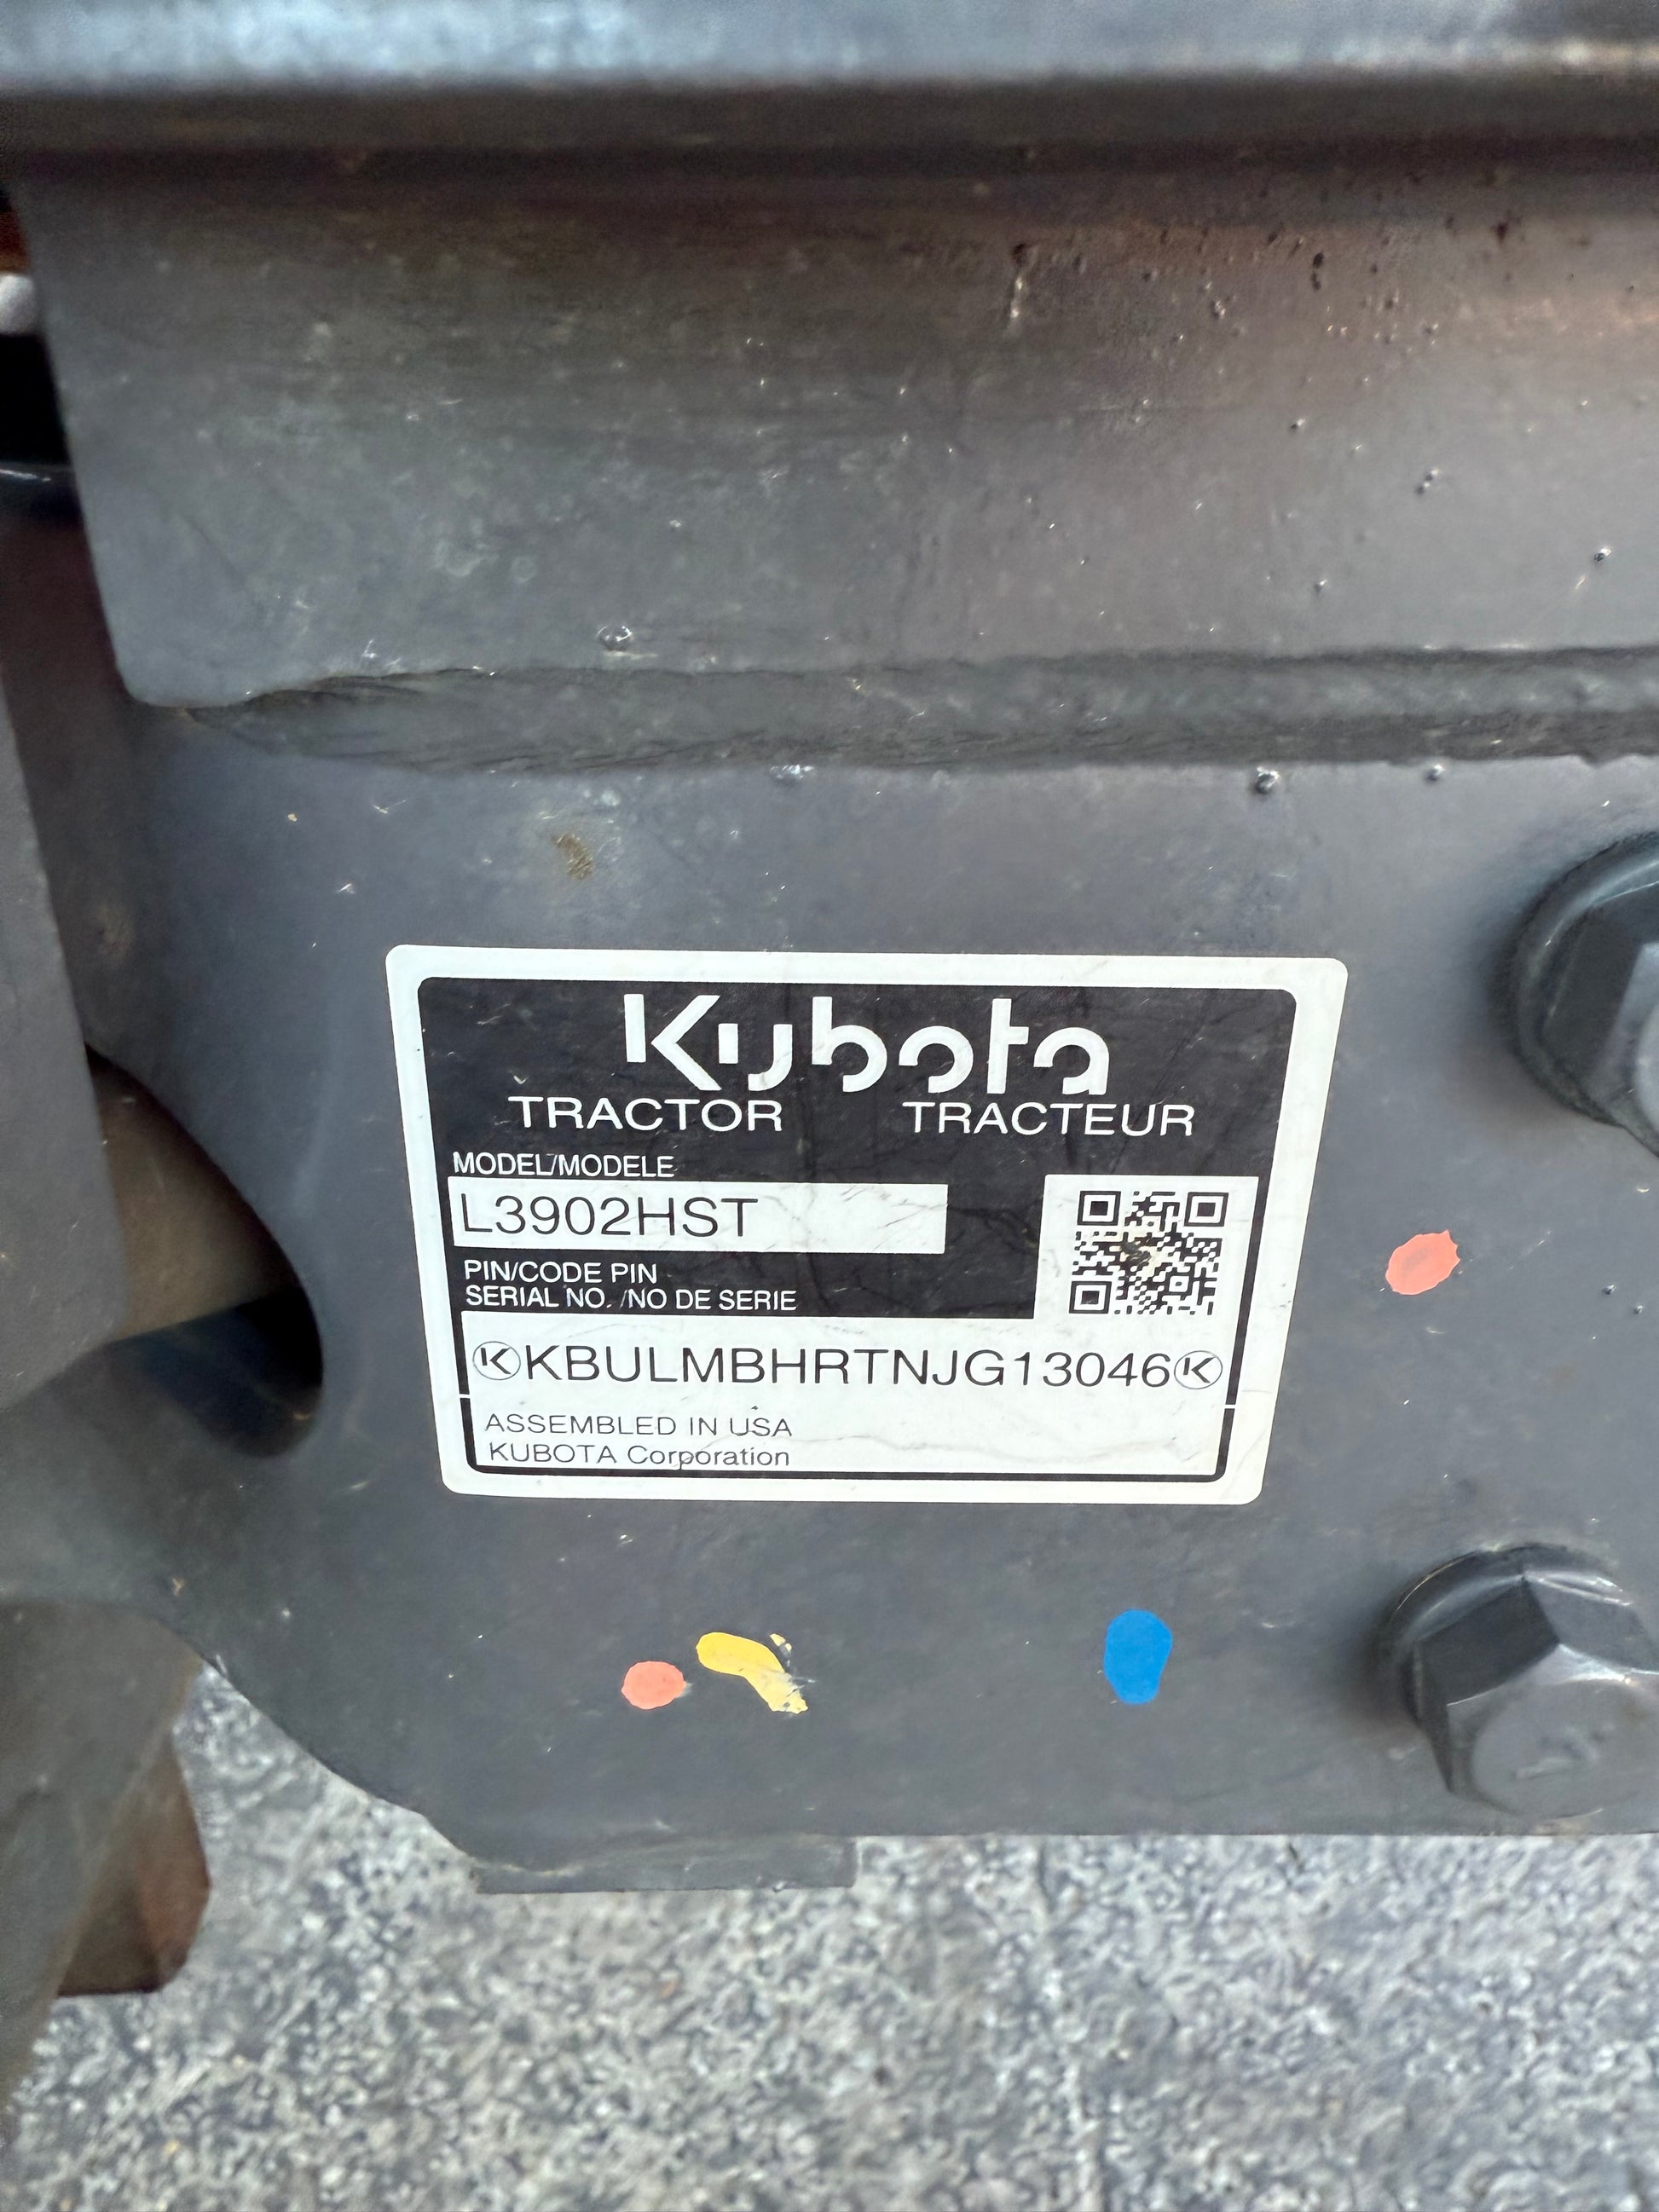 Kubota
TRACTOR TRACTEUR
MODEL/MODELE
L3902HST
PIN/CODE PIN
SERIAL NO. /NO DE SERIE
KKBULMBHRTNJG13046K
ASSEMBLED IN USA
KUBOTA Corporation